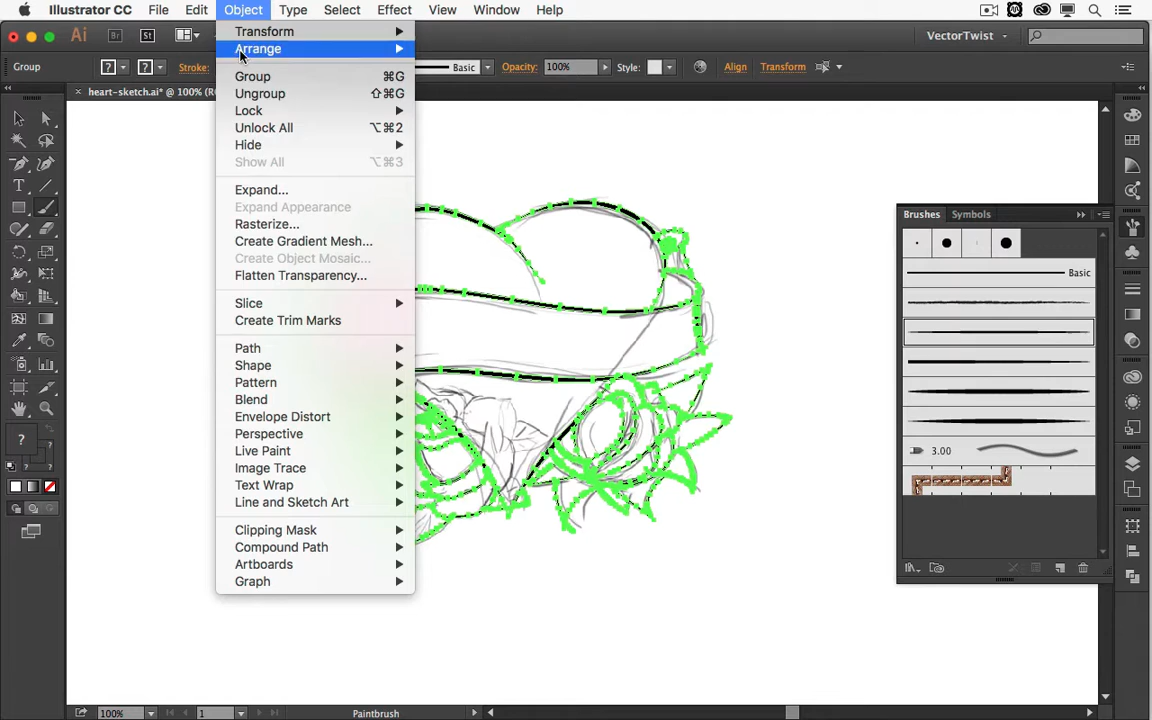 Illustrator CC File Edit Object Type Select Effect View Window Help
Ai Br St VectorTwist
Group ? ? Stroke: Basic Opacity: 100% Style: Align Transform
× heart-sketch.ai* @ 100% (R
Transform
Arrange
Group ⌘G
Ungroup ⇧⌘G
Lock
Unlock All ⌥⌘2
Hide
Show All ⌥⌘3
Expand...
Expand Appearance
Rasterize...
Create Gradient Mesh...
Create Object Mosaic...
Flatten Transparency...
Slice
Create Trim Marks
Path
Shape
Pattern
Blend
Envelope Distort
Perspective
Live Paint
Image Trace
Text Wrap
Line and Sketch Art
Clipping Mask
Compound Path
Artboards
Graph
?
Brushes Symbols
Basic
3.00
100% 1 Paintbrush